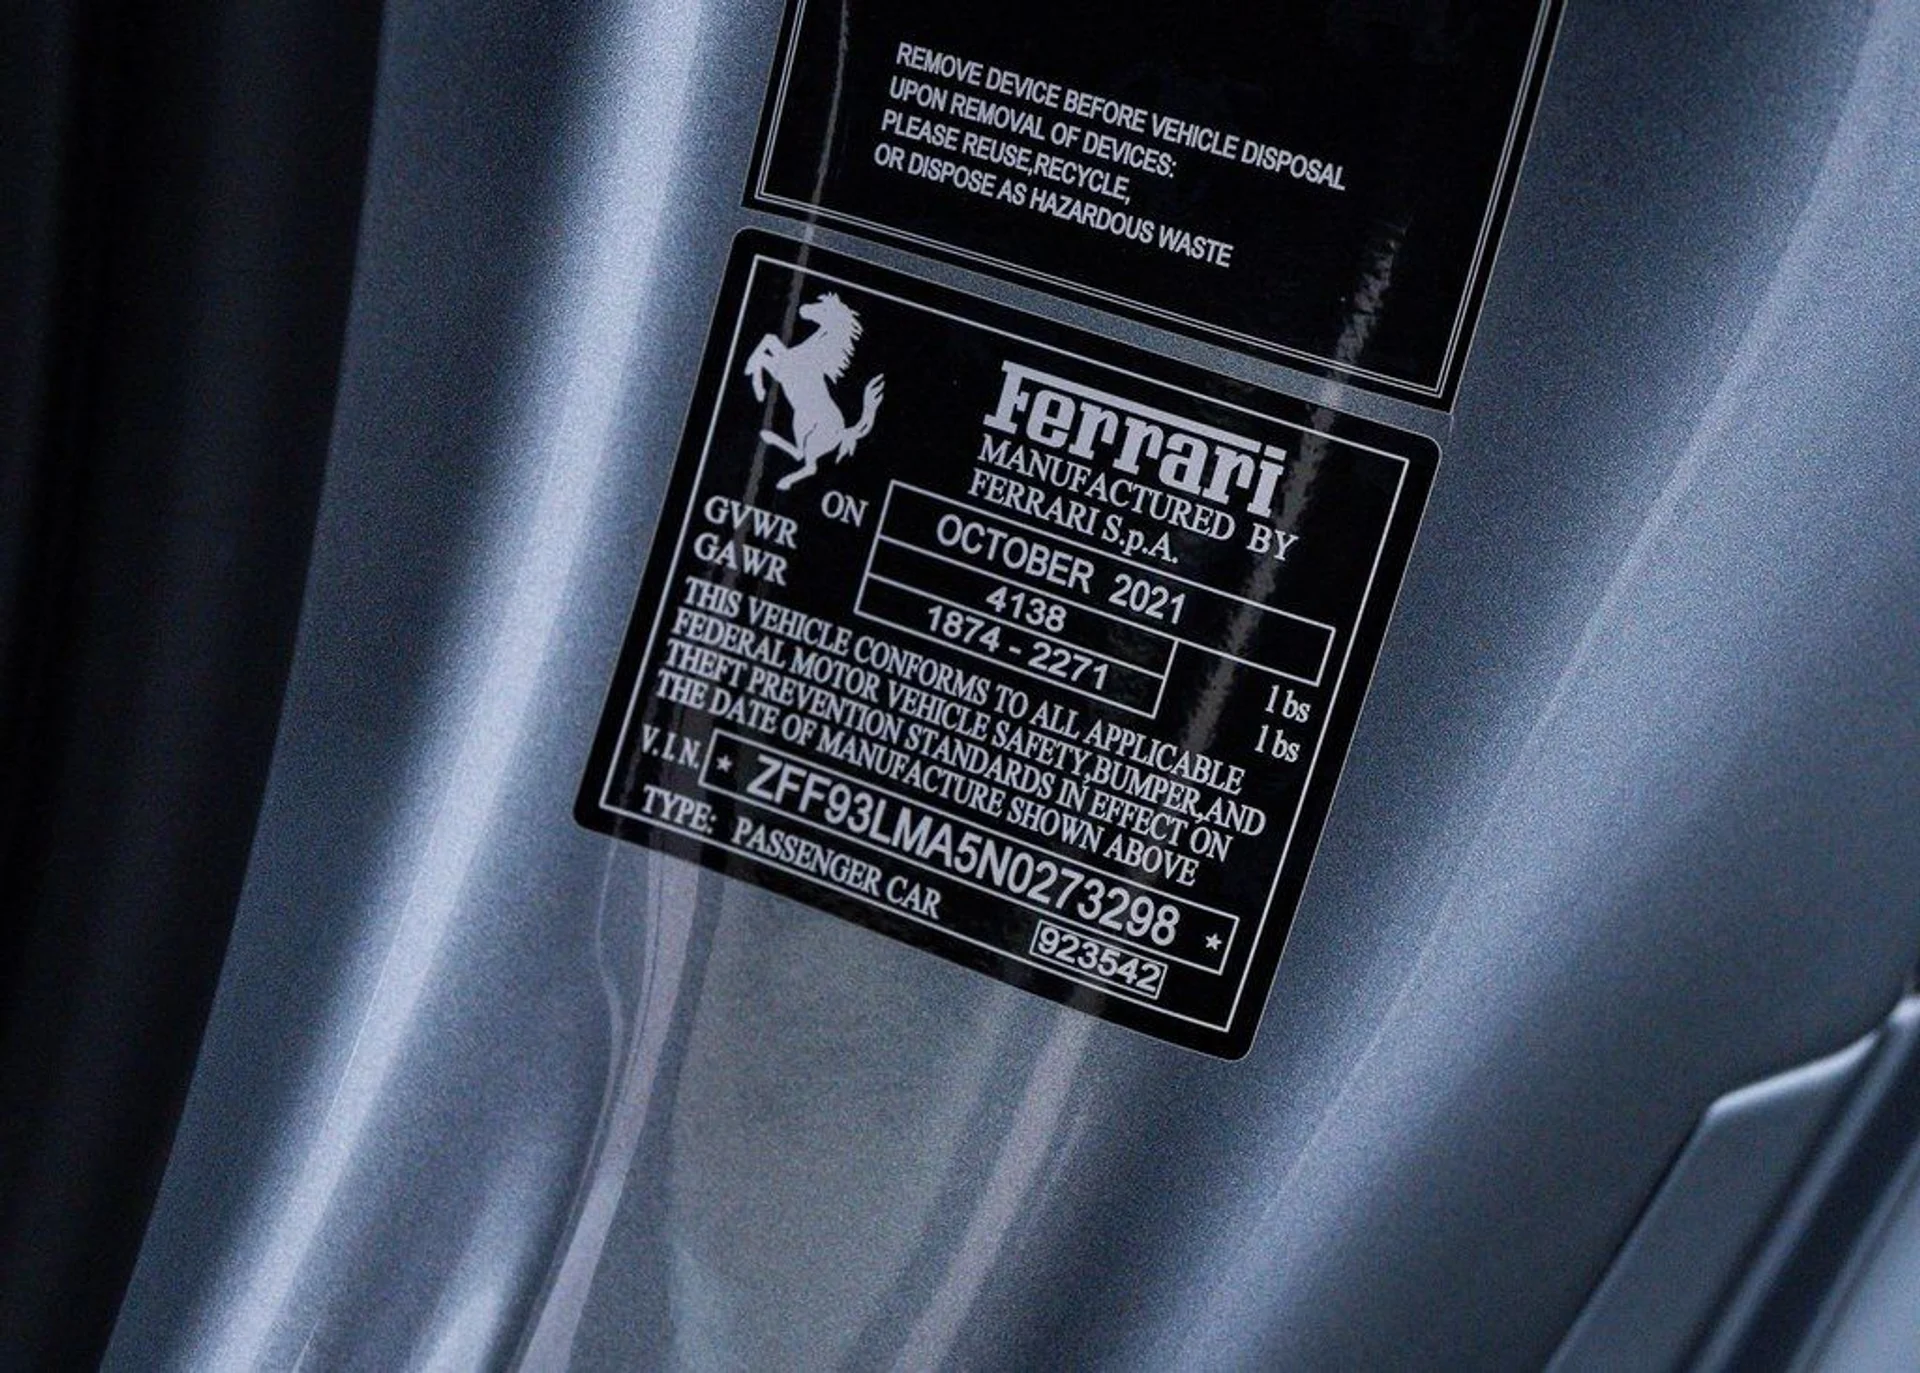 REMOVE DEVICE BEFORE VEHICLE DISPOSAL
UPON REMOVAL OF DEVICES:
PLEASE REUSE,RECYCLE,
OR DISPOSE AS HAZARDOUS WASTE
Ferrari
MANUFACTURED BY
FERRARI S.p.A.
ON OCTOBER 2021
GVWR 4138 lbs
GAWR 1874 - 2271 lbs
THIS VEHICLE CONFORMS TO ALL APPLICABLE
FEDERAL MOTOR VEHICLE SAFETY,BUMPER,AND
THEFT PREVENTION STANDARDS IN EFFECT ON
THE DATE OF MANUFACTURE SHOWN ABOVE
V.I.N. * ZFF93LMA5N0273298 *
TYPE: PASSENGER CAR 923542